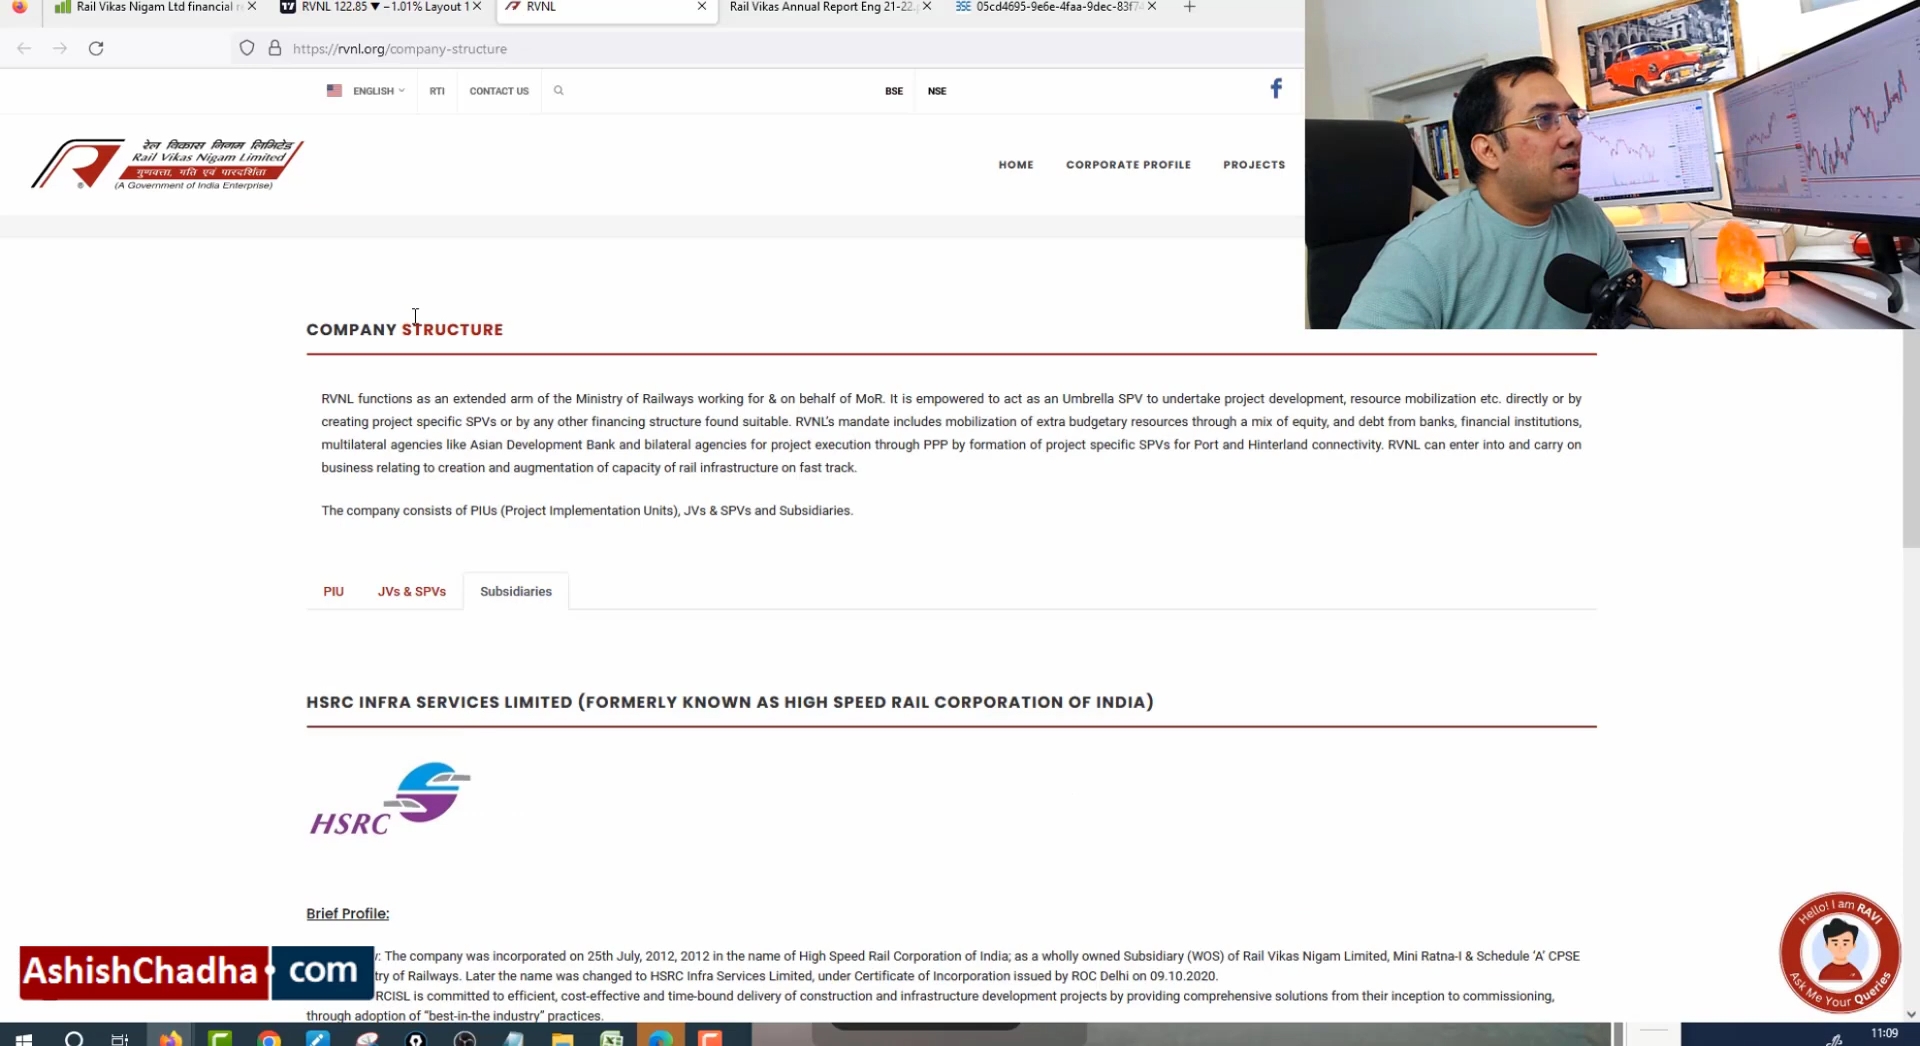 Rail Vikas Nigam Ltd financial r
RVNL 122.85 ▼ −1.01% Layout 1
RVNL
Rail Vikas Annual Report Eng 21-22.
BSE 05cd4695-9e6e-4faa-9dec-83f7
https://rvnl.org/company-structure
ENGLISH
RTI
CONTACT US
BSE
NSE
रेल विकास निगम लिमिटेड
Rail Vikas Nigam Limited
गुणवत्ता, गति एवं पारदर्शिता
(A Government of India Enterprise)
HOME
CORPORATE PROFILE
PROJECTS
COMPANY STRUCTURE
RVNL functions as an extended arm of the Ministry of Railways working for & on behalf of MoR. It is empowered to act as an Umbrella SPV to undertake project development, resource mobilization etc. directly or by
creating project specific SPVs or by any other financing structure found suitable. RVNL's mandate includes mobilization of extra budgetary resources through a mix of equity, and debt from banks, financial institutions,
multilateral agencies like Asian Development Bank and bilateral agencies for project execution through PPP by formation of project specific SPVs for Port and Hinterland connectivity. RVNL can enter into and carry on
business relating to creation and augmentation of capacity of rail infrastructure on fast track.
The company consists of PIUs (Project Implementation Units), JVs & SPVs and Subsidiaries.
PIU
JVs & SPVs
Subsidiaries
HSRC INFRA SERVICES LIMITED (FORMERLY KNOWN AS HIGH SPEED RAIL CORPORATION OF INDIA)
HSRC
Brief Profile:
: The company was incorporated on 25th July, 2012, 2012 in the name of High Speed Rail Corporation of India; as a wholly owned Subsidiary (WOS) of Rail Vikas Nigam Limited, Mini Ratna-I & Schedule 'A' CPSE
try of Railways. Later the name was changed to HSRC Infra Services Limited, under Certificate of Incorporation issued by ROC Delhi on 09.10.2020.
RCISL is committed to efficient, cost-effective and time-bound delivery of construction and infrastructure development projects by providing comprehensive solutions from their inception to commissioning,
through adoption of "best-in-the industry" practices.
AshishChadha.com
Hello! I am RAVI
Ask Me Your Queries
11:09